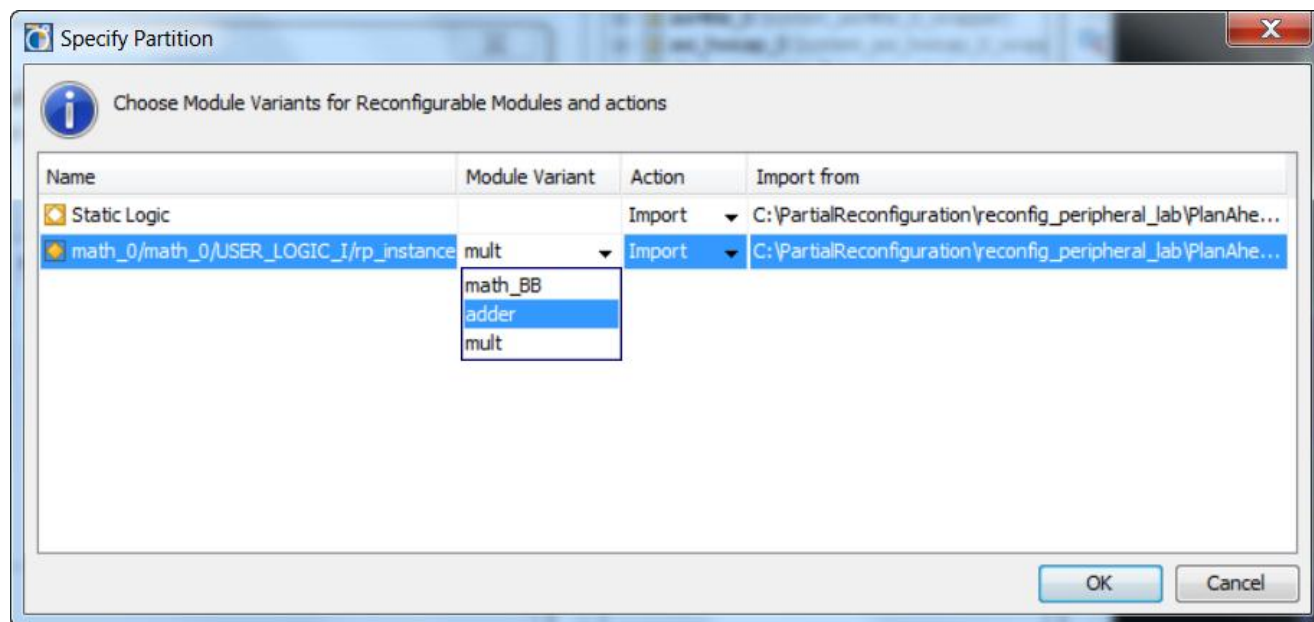 Specify Partition
Choose Module Variants for Reconfigurable Modules and actions
Name Module Variant Action Import from
Static Logic Import C:\PartialReconfiguration\reconfig_peripheral_lab\PlanAhe...
math_0/math_0/USER_LOGIC_I/rp_instance mult Import C:\PartialReconfiguration\reconfig_peripheral_lab\PlanAhe...
math_BB
adder
mult
OK Cancel